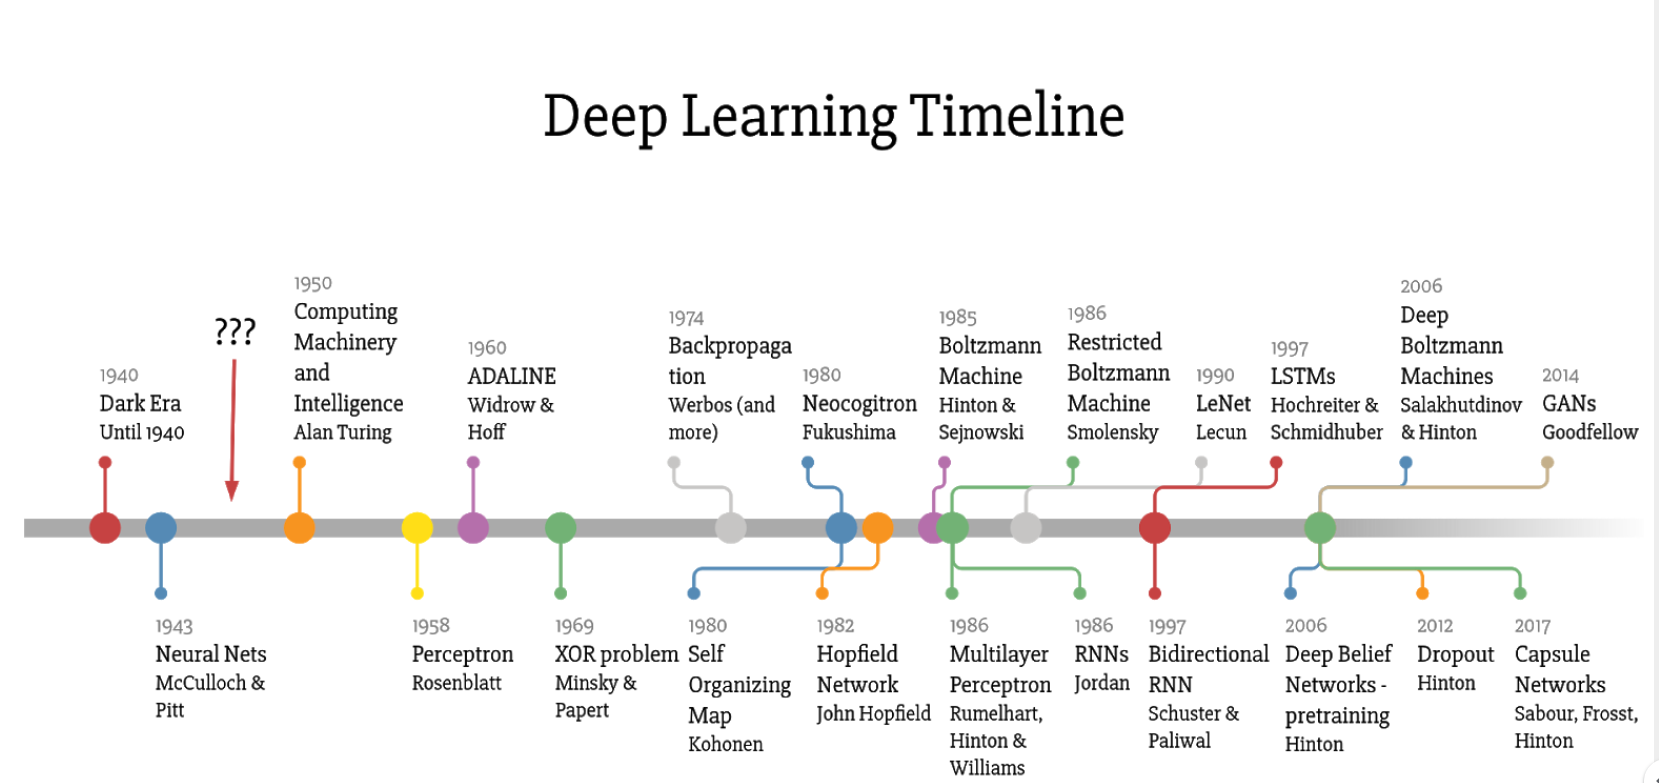 Deep Learning Timeline
???
1940
Dark Era
Until 1940
1950
Computing
Machinery
and
Intelligence
Alan Turing
1960
ADALINE
Widrow &
Hoff
1974
Backpropaga
tion
Werbos (and
more)
1980
Neocogitron
Fukushima
1985
Boltzmann
Machine
Hinton &
Sejnowski
1986
Restricted
Boltzmann
Machine
Smolensky
1990
LeNet
Lecun
1997
LSTMs
Hochreiter &
Schmidhuber
2006
Deep
Boltzmann
Machines
Salakhutdinov
& Hinton
2014
GANs
Goodfellow
1943
Neural Nets
McCulloch &
Pitt
1958
Perceptron
Rosenblatt
1969
XOR problem
Minsky &
Papert
1980
Self
Organizing
Map
Kohonen
1982
Hopfield
Network
John Hopfield
1986
Multilayer
Perceptron
Rumelhart,
Hinton &
Williams
1986
RNNs
Jordan
1997
Bidirectional
RNN
Schuster &
Paliwal
2006
Deep Belief
Networks -
pretraining
Hinton
2012
Dropout
Hinton
2017
Capsule
Networks
Sabour, Frosst,
Hinton